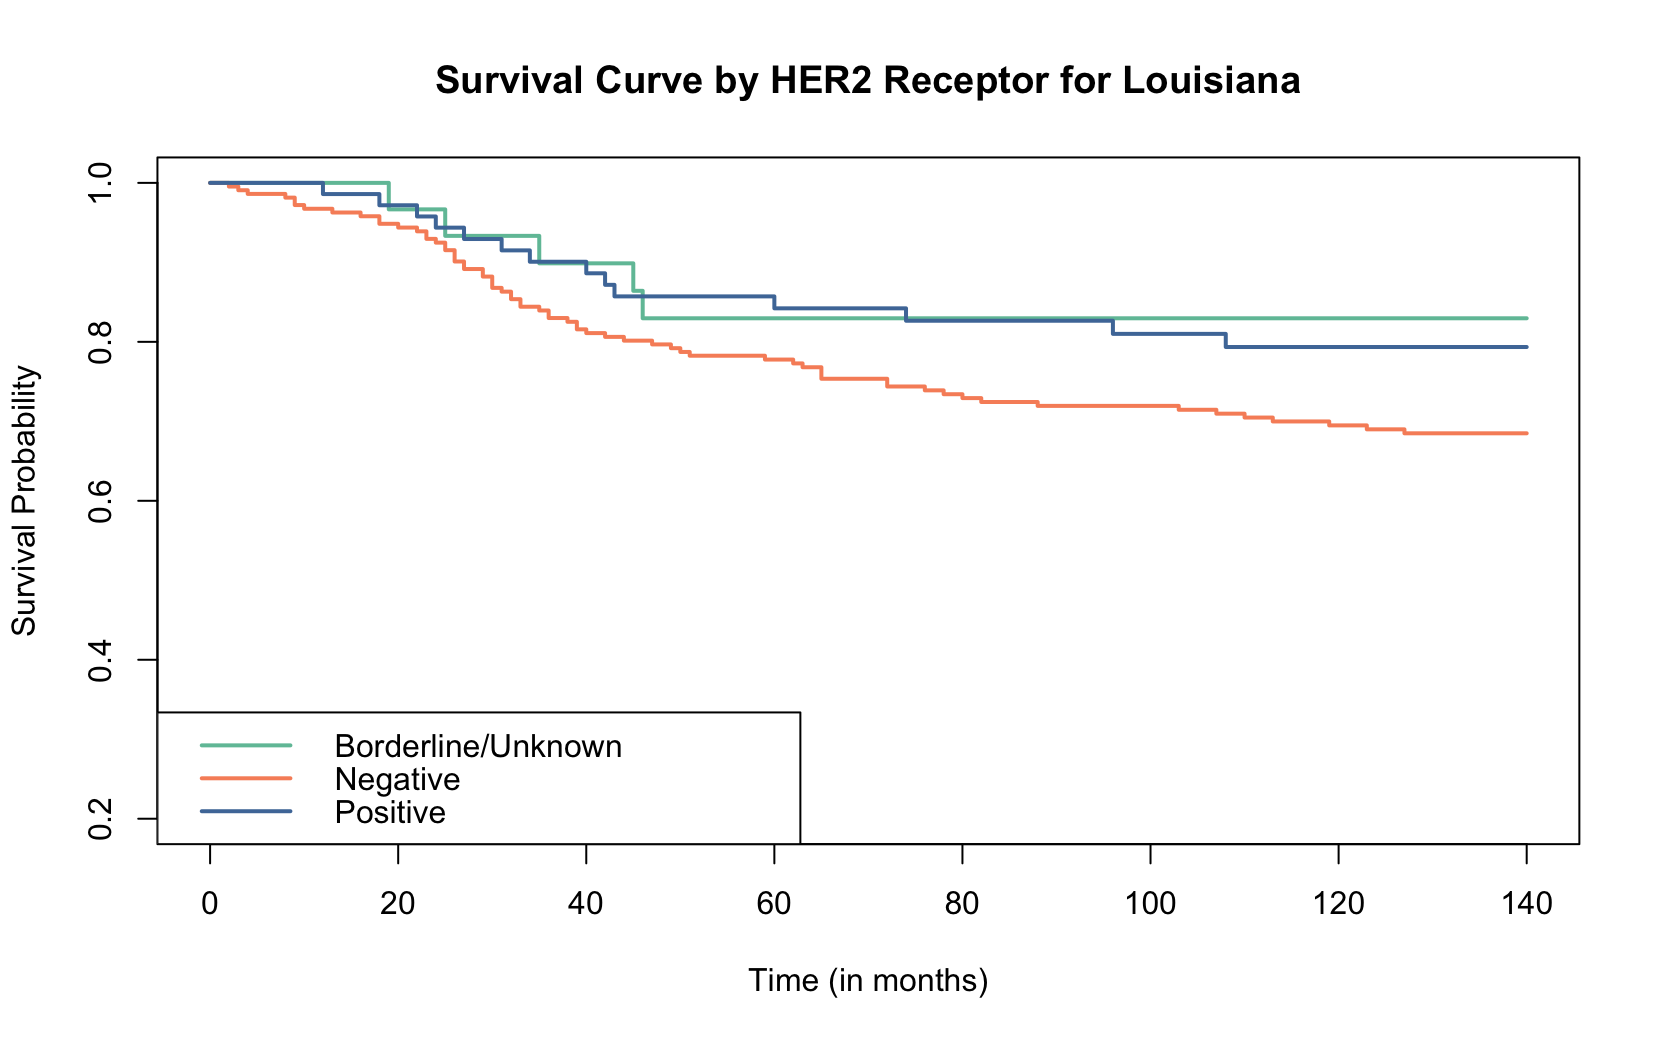 Survival Curve by HER2 Receptor for Louisiana
Survival Probability
1.0
0.8
0.6
0.4
0.2
Borderline/Unknown
Negative
Positive
0 20 40 60 80 100 120 140
Time (in months)